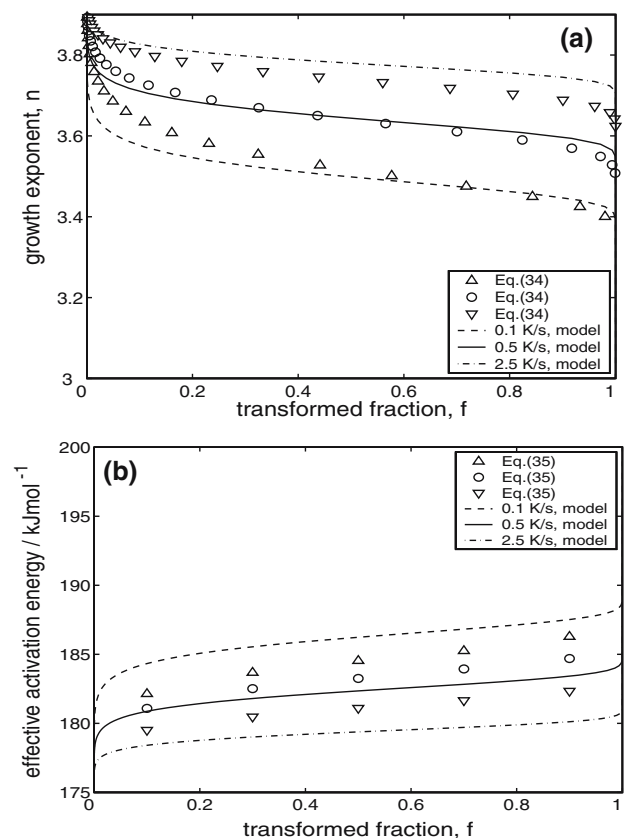 (a)
growth exponent, n
3.8
3.6
3.4
3.2
3
Eq.(34)
Eq.(34)
Eq.(34)
0.1 K/s, model
0.5 K/s, model
2.5 K/s, model
0 0.2 0.4 0.6 0.8 1
transformed fraction, f
(b)
effective activation energy / kJmol⁻¹
200
195
190
185
180
175
Eq.(35)
Eq.(35)
Eq.(35)
0.1 K/s, model
0.5 K/s, model
2.5 K/s, model
0 0.2 0.4 0.6 0.8 1
transformed fraction, f